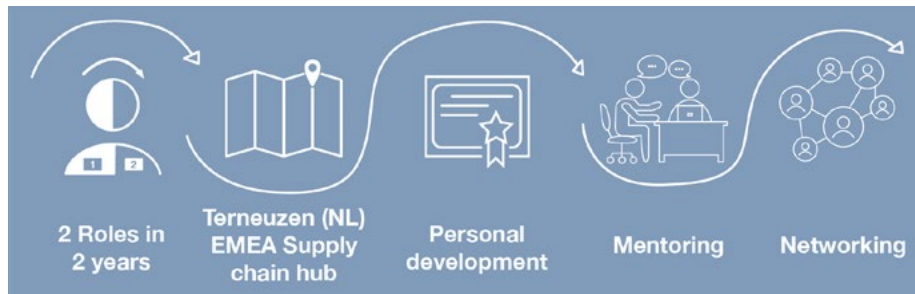 1 2
2 Roles in
2 years
Terneuzen (NL)
EMEA Supply
chain hub
Personal
development
Mentoring
Networking